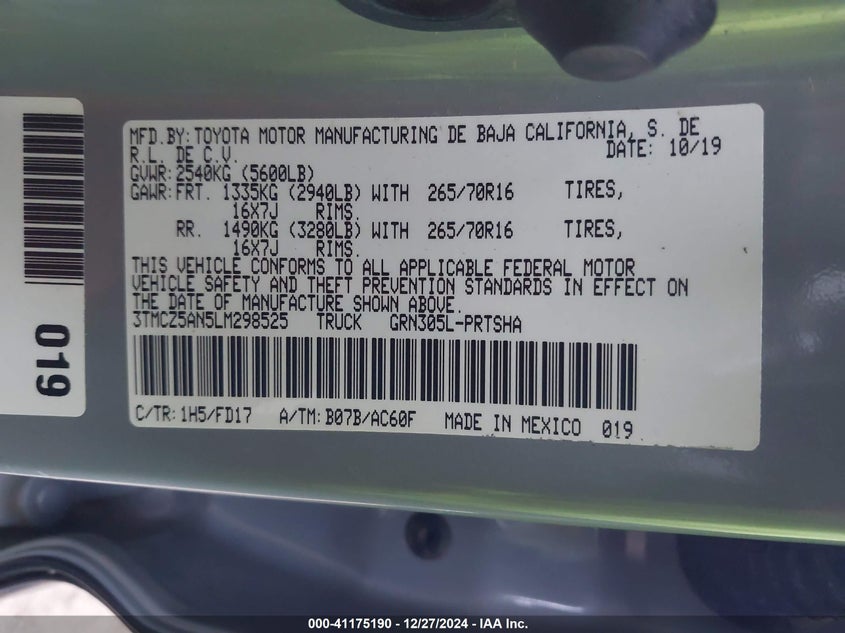 MFD.BY: TOYOTA MOTOR MANUFACTURING DE BAJA CALIFORNIA, S. DE
R.L. DE C.V. DATE: 10/19
GVWR: 2540KG (5600LB)
GAWR: FRT. 1335KG (2940LB) WITH 265/70R16 TIRES,
16X7J RIMS.
RR. 1490KG (3280LB) WITH 265/70R16 TIRES,
16X7J RIMS.
THIS VEHICLE CONFORMS TO ALL APPLICABLE FEDERAL MOTOR
VEHICLE SAFETY AND THEFT PREVENTION STANDARDS IN EFFECT ON
THE DATE OF MANUFACTURE SHOWN ABOVE.
3TMCZ5AN5LM298525 TRUCK GRN305L-PRTSHA
C/TR: 1H5/FD17 A/TM: B07B/AC60F MADE IN MEXICO 019
019
000-41175190 - 12/27/2024 - IAA Inc.